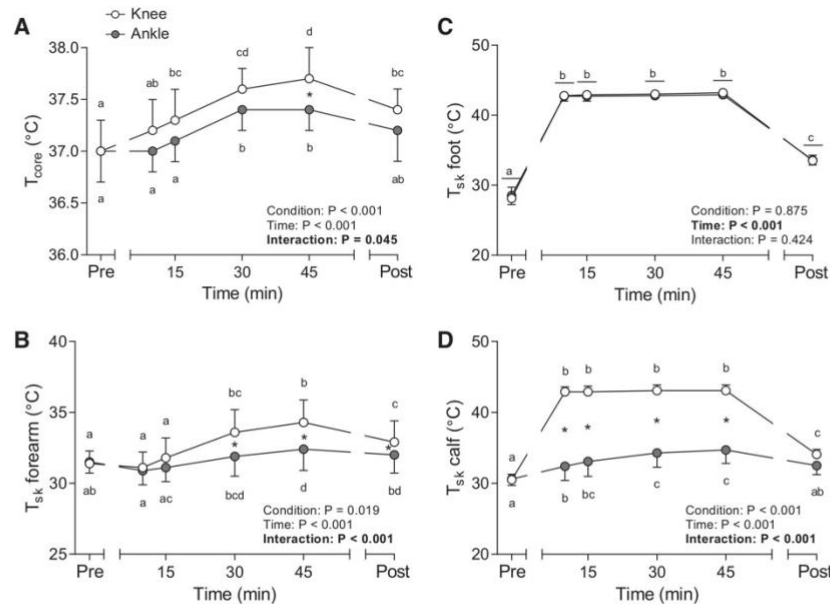 Knee
Ankle
A
38.0
37.5
37.0
36.5
36.0
T core (°C)
a
ab
bc
cd
d
bc
*
a
a
a
b
b
ab
Condition: P < 0.001
Time: P < 0.001
Interaction: P = 0.045
Pre
15
30
45
Post
Time (min)
C
50
40
30
20
T sk foot (°C)
a
b
b
b
b
c
Condition: P = 0.875
Time: P < 0.001
Interaction: P = 0.424
Pre
15
30
45
Post
Time (min)
B
40
35
30
25
T sk forearm (°C)
a
a
a
bc
b
c
*
*
*
ab
a
ac
bcd
d
bd
Condition: P = 0.019
Time: P < 0.001
Interaction: P < 0.001
Pre
15
30
45
Post
Time (min)
D
50
40
30
20
T sk calf (°C)
a
b
b
b
b
c
*
*
*
*
a
b
bc
c
c
ab
Condition: P < 0.001
Time: P < 0.001
Interaction: P < 0.001
Pre
15
30
45
Post
Time (min)